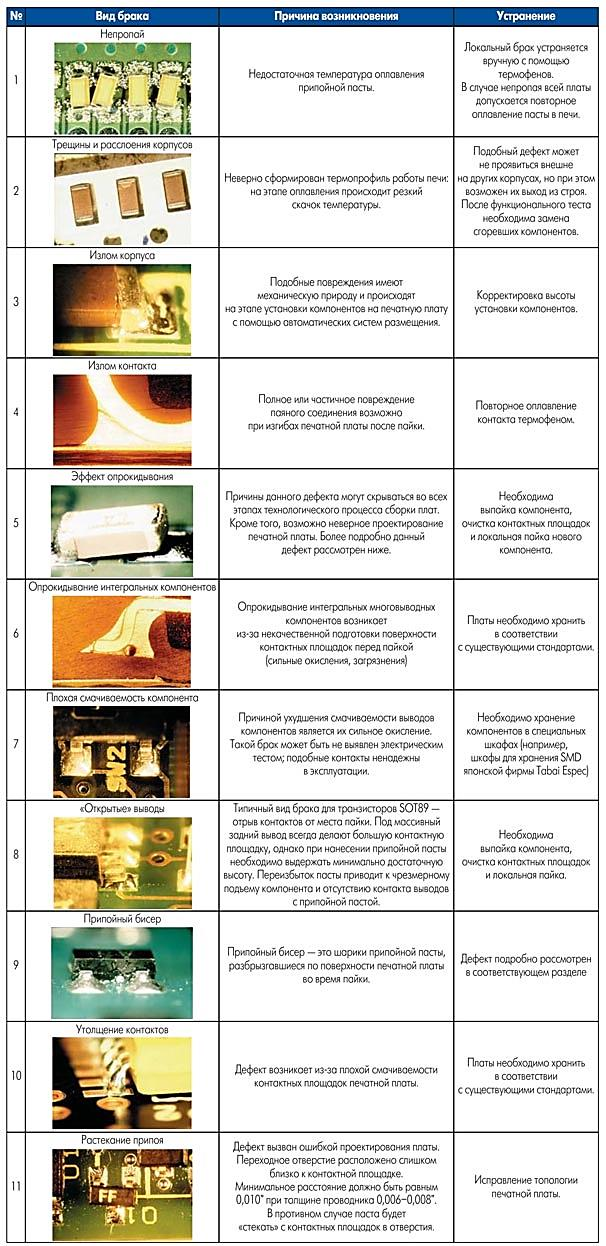 № Вид брака Причина возникновения Устранение
1
Непропай
Недостаточная температура оплавления
припойной пасты.
Локальный брак устраняется
вручную с помощью
термофенов.
В случае непропая всей платы
допускается повторное
оплавление пасты в печи.
2
Трещины и расслоения корпусов
Неверно сформирован термопрофиль работы печи:
на этапе оплавления происходит резкий
скачок температуры.
Подобный дефект может
не проявиться внешне
на других корпусах, но при этом
возможен их выход из строя.
После функционального теста
необходима замена
сгоревших компонентов.
3
Излом корпуса
Подобные повреждения имеют
механическую природу и происходят
на этапе установки компонентов на печатную плату
с помощью автоматических систем размещения.
Корректировка высоты
установки компонентов.
4
Излом контакта
Полное или частичное повреждение
паяного соединения возможно
при изгибах печатной платы после пайки.
Повторное оплавление
контакта термофеном.
5
Эффект опрокидывания
Причины данного дефекта могут скрываться во всех
этапах технологического процесса сборки плат.
Кроме того, возможно неверное проектирование
печатной платы. Более подробно данный
дефект рассмотрен ниже.
Необходима
выпайка компонента,
очистка контактных площадок
и локальная пайка нового
компонента.
6
Опрокидывание интегральных компонентов
Опрокидывание интегральных многовыводных
компонентов возникает
из-за некачественной подготовки поверхности
контактных площадок перед пайкой
(сильные окисления, загрязнения)
Платы необходимо хранить
в соответствии
с существующими стандартами.
7
Плохая смачиваемость компонента
SW2
Причиной ухудшения смачиваемости выводов
компонентов является их сильное окисление.
Такой брак может быть не выявлен электрическим
тестом; подобные контакты ненадежны
в эксплуатации.
Необходимо хранение
компонентов в специальных
шкафах (например,
шкафы для хранения SMD
японской фирмы Tabai Espec)
8
«Открытые» выводы
Типичный вид брака для транзисторов SOT89 —
отрыв контактов от места пайки. Под массивный
задний вывод всегда делают большую контактную
площадку, однако при нанесении припойной пасты
необходимо выдержать минимально достаточную
высоту. Переизбыток пасты приводит к чрезмерному
подъему компонента и отсутствию контакта выводов
с припойной пастой.
Необходима
выпайка компонента,
очистка контактных площадок
и локальная пайка.
9
Припойный бисер
Припойный бисер — это шарики припойной пасты,
разбрызгавшиеся по поверхности печатной платы
во время пайки.
Дефект подробно рассмотрен
в соответствующем разделе
10
Утолщение контактов
Дефект возникает из-за плохой смачиваемости
контактных площадок печатной платы.
Платы необходимо хранить
в соответствии
с существующими стандартами.
11
Растекание припоя
FF
Q1
Дефект вызван ошибкой проектирования платы.
Переходное отверстие расположено слишком
близко к контактной площадке.
Минимальное расстояние должно быть равным
0,010" при толщине проводника 0,006–0,008".
В противном случае паста будет
«стекать» с контактных площадок в отверстия.
Исправление топологии
печатной платы.